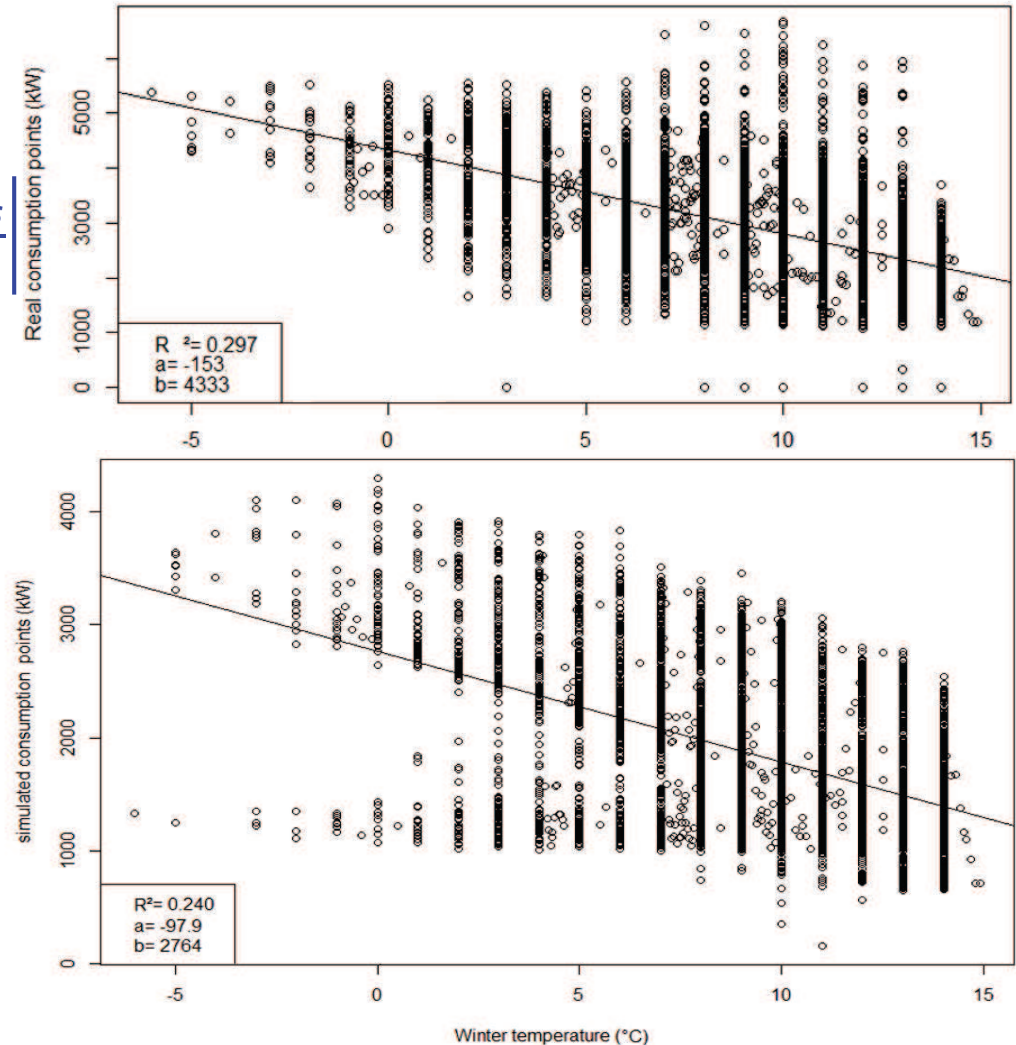 Real consumption points (kW)
5000
3000
1000
0
R ²= 0.297
a= -153
b= 4333
-5 0 5 10 15
simulated consumption points (kW)
4000
3000
2000
1000
0
R²= 0.240
a= -97.9
b= 2764
-5 0 5 10 15
Winter temperature (°C)